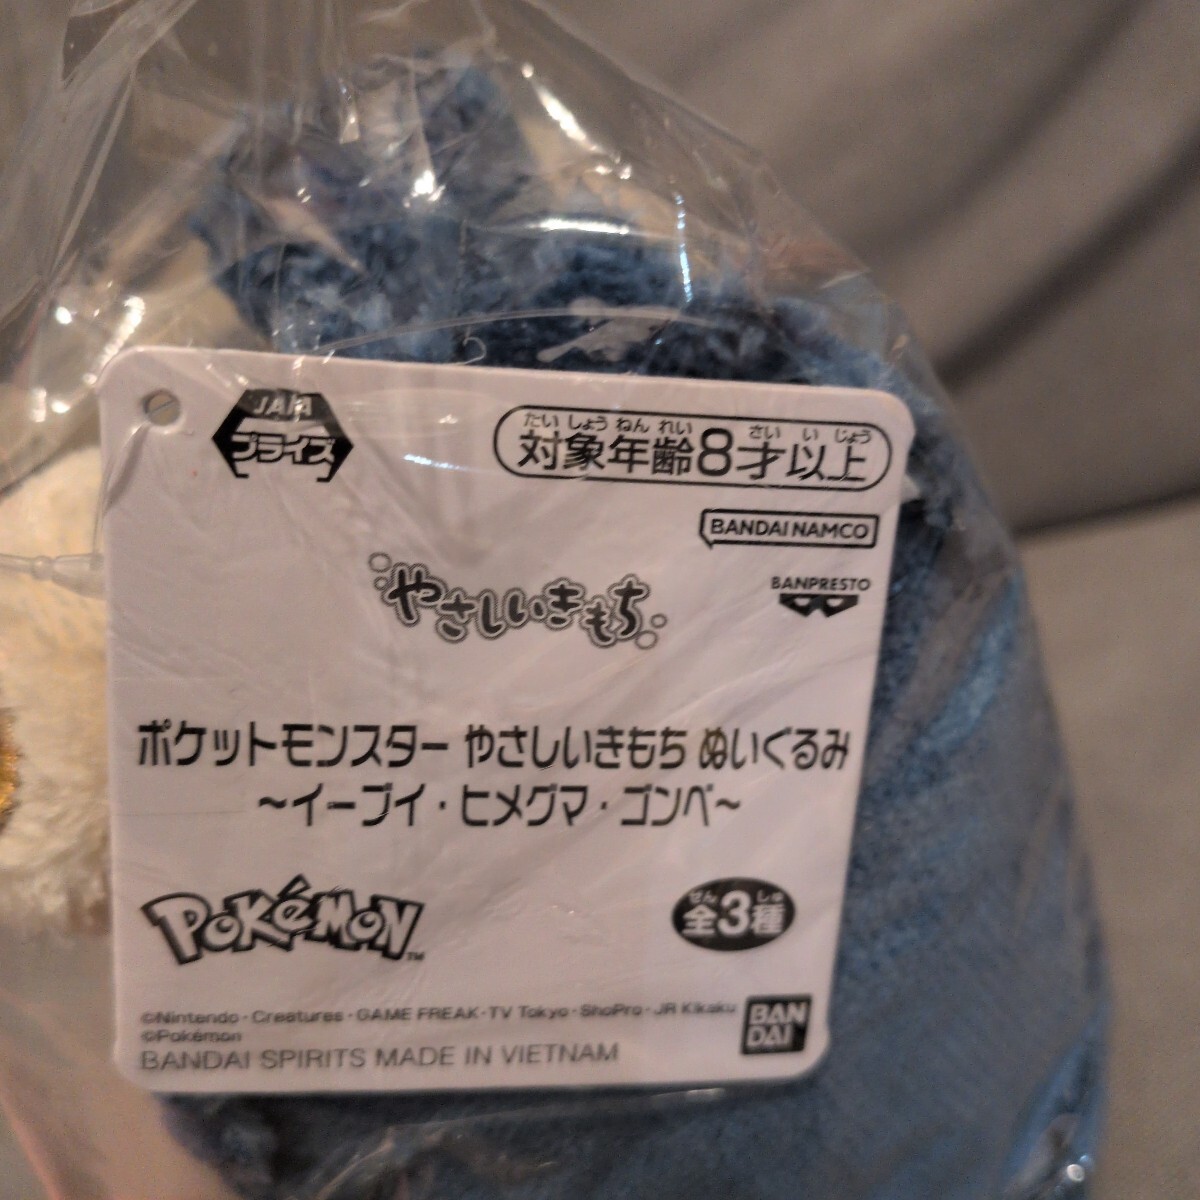 JAIA
プライズ
たいしょうねんれい さいいじょう
対象年齢8才以上
BANDAI NAMCO
BANPRESTO
やさしいきもち
ポケットモンスター やさしいきもち ぬいぐるみ
～イーブイ・ヒメグマ・ゴンベ～
POKéMON™
ぜん しゅ
全3種
©Nintendo・Creatures・GAME FREAK・TV Tokyo・ShoPro・JR Kikaku
©Pokémon
BANDAI SPIRITS MADE IN VIETNAM
BAN
DAI